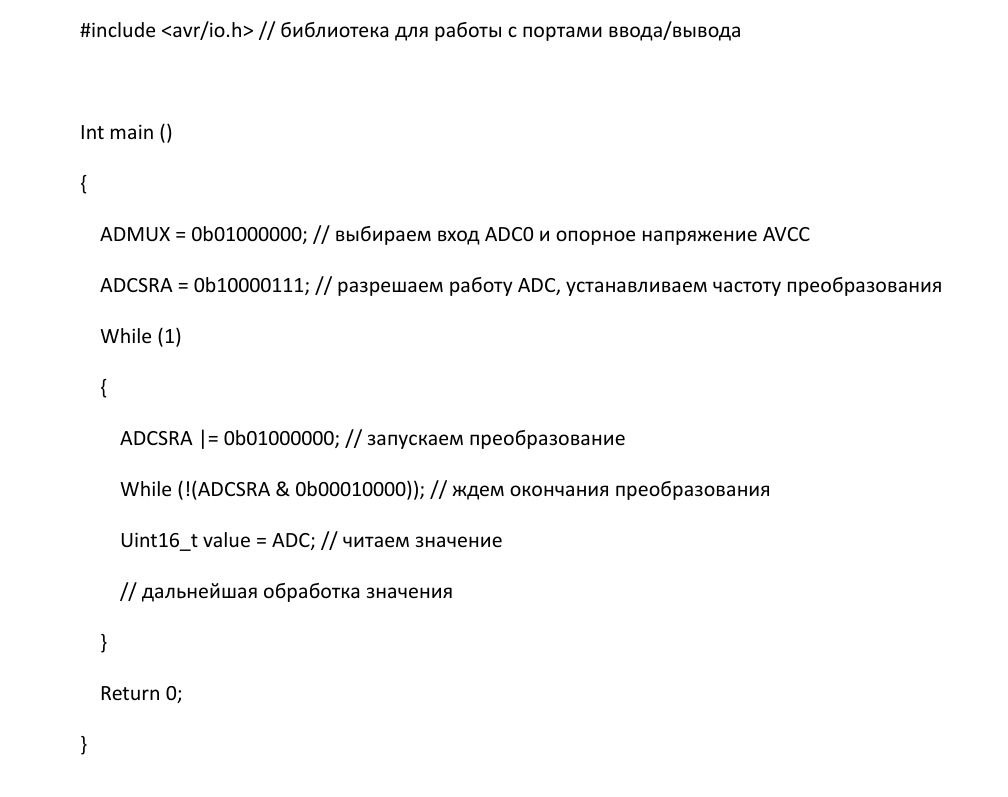 #include <avr/io.h> // библиотека для работы с портами ввода/вывода
Int main ()
{
ADMUX = 0b01000000; // выбираем вход ADC0 и опорное напряжение AVCC
ADCSRA = 0b10000111; // разрешаем работу ADC, устанавливаем частоту преобразования
While (1)
{
ADCSRA |= 0b01000000; // запускаем преобразование
While (!(ADCSRA & 0b00010000)); // ждем окончания преобразования
Uint16_t value = ADC; // читаем значение
// дальнейшая обработка значения
}
Return 0;
}